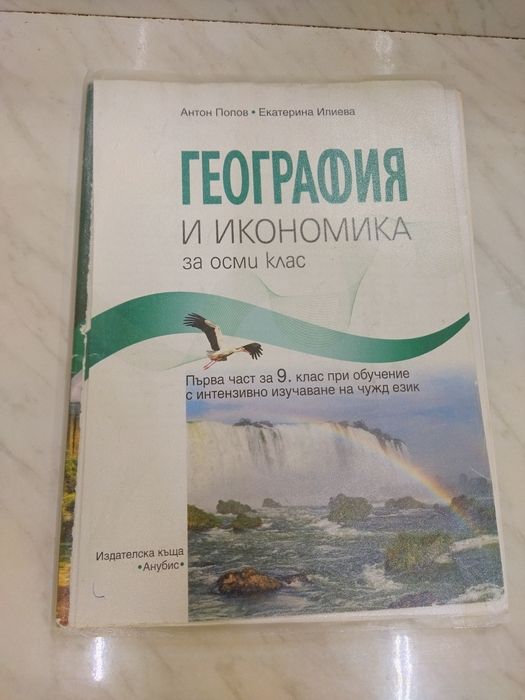 Антон Попов • Екатерина Илиева
ГЕОГРАФИЯ
И ИКОНОМИКА
за осми клас
Първа част за 9. клас при обучение
с интензивно изучаване на чужд език
Издателска къща
•Анубис•